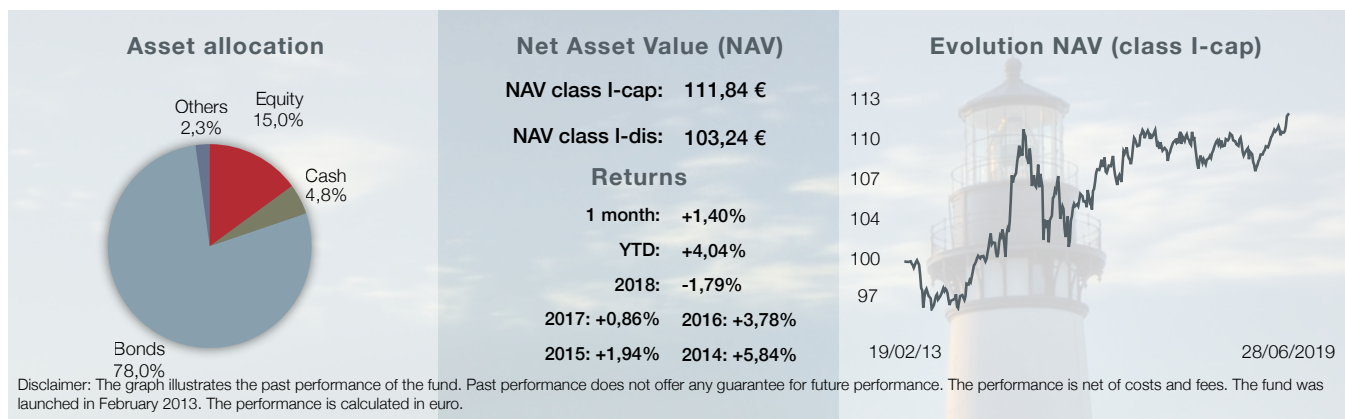 Asset allocation
Others
2,3%
Equity
15,0%
Cash
4,8%
Bonds
78,0%
Net Asset Value (NAV)
NAV class I-cap: 111,84 €
NAV class I-dis: 103,24 €
Returns
1 month: +1,40%
YTD: +4,04%
2018: -1,79%
2017: +0,86% 2016: +3,78%
2015: +1,94% 2014: +5,84%
Evolution NAV (class I-cap)
113
110
107
104
100
97
19/02/13 28/06/2019
Disclaimer: The graph illustrates the past performance of the fund. Past performance does not offer any guarantee for future performance. The performance is net of costs and fees. The fund was
launched in February 2013. The performance is calculated in euro.